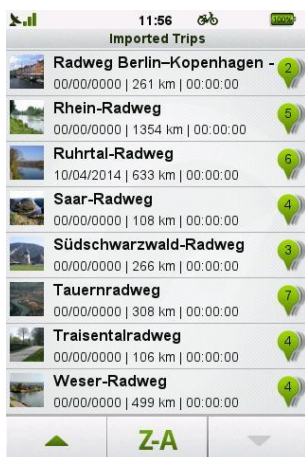 11:56
100%
Imported Trips
Radweg Berlin–Kopenhagen -
00/00/0000 | 261 km | 00:00:00
2
Rhein-Radweg
00/00/0000 | 1354 km | 00:00:00
5
Ruhrtal-Radweg
10/04/2014 | 633 km | 00:00:00
6
Saar-Radweg
00/00/0000 | 108 km | 00:00:00
4
Südschwarzwald-Radweg
00/00/0000 | 266 km | 00:00:00
3
Tauernradweg
00/00/0000 | 308 km | 00:00:00
7
Traisentalradweg
00/00/0000 | 106 km | 00:00:00
4
Weser-Radweg
00/00/0000 | 499 km | 00:00:00
4
Z-A